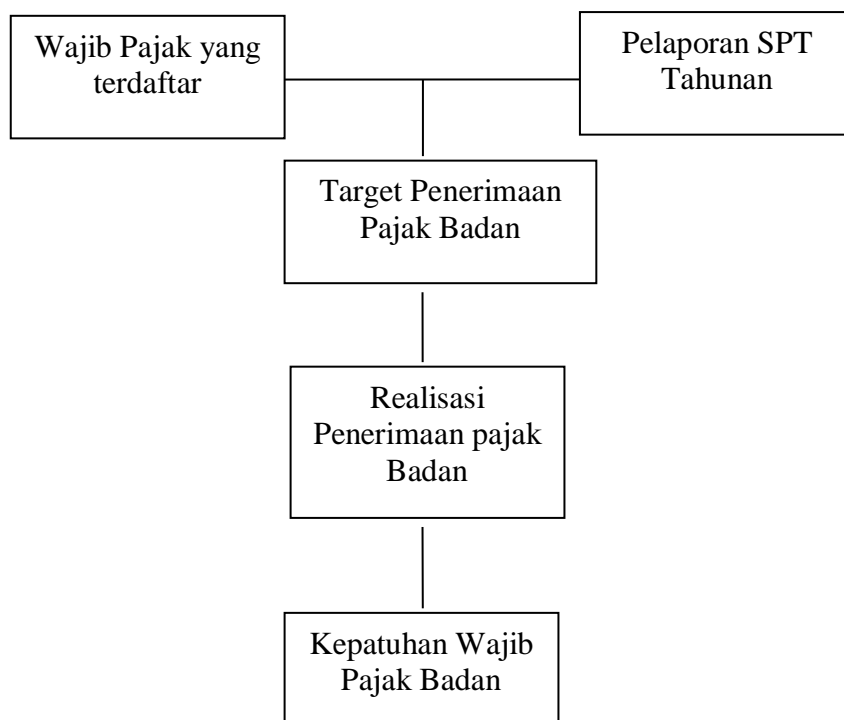 Wajib Pajak yang
terdaftar
Pelaporan SPT
Tahunan
Target Penerimaan
Pajak Badan
Realisasi
Penerimaan pajak
Badan
Kepatuhan Wajib
Pajak Badan